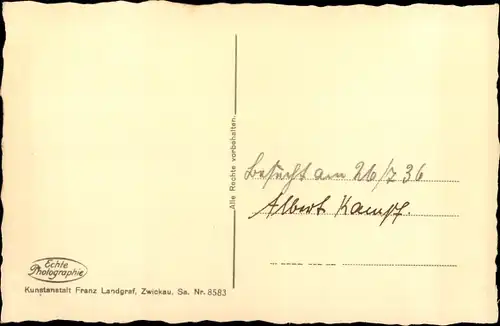 Besucht am 26/7 36
Albert Kampf.
Alle Rechte vorbehalten.
Echte
Photographie
Kunstanstalt Franz Landgraf, Zwickau, Sa. Nr. 8583